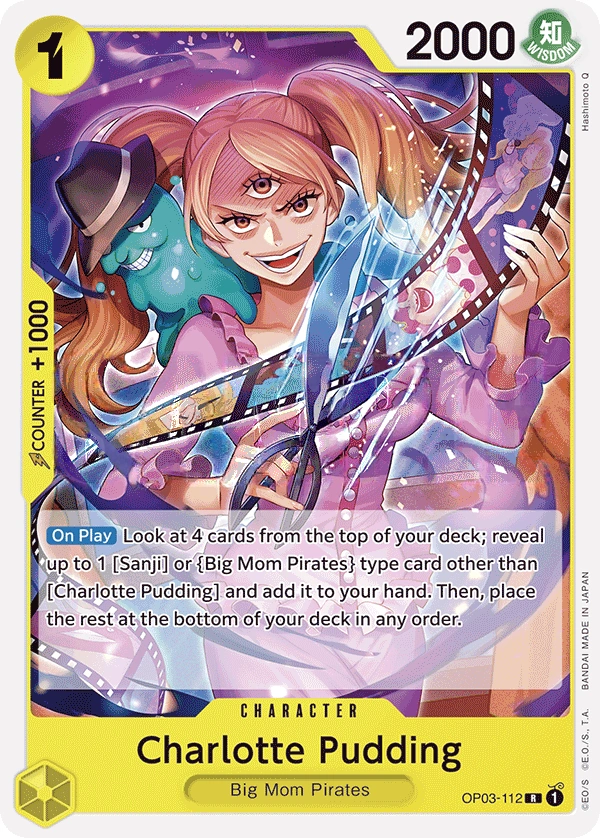 1
2000
知
WISDOM
Hashimoto Q
COUNTER +1000
On Play Look at 4 cards from the top of your deck; reveal
up to 1 [Sanji] or {Big Mom Pirates} type card other than
[Charlotte Pudding] and add it to your hand. Then, place
the rest at the bottom of your deck in any order.
CHARACTER
Charlotte Pudding
Big Mom Pirates
OP03-112 R 1
©EO/S ©E.O./S., T.A. BANDAI MADE IN JAPAN